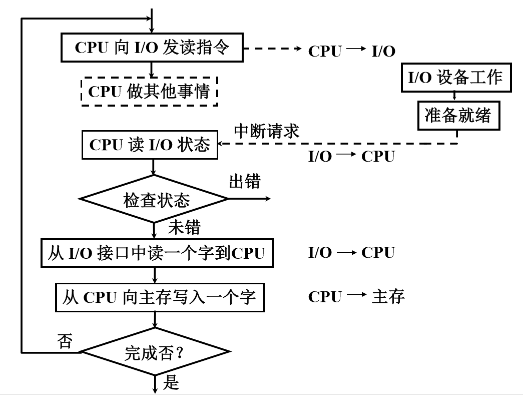 CPU 向 I/O 发读指令
CPU → I/O
I/O 设备工作
CPU 做其他事情
准备就绪
中断请求
CPU 读 I/O 状态
I/O → CPU
出错
检查状态
未错
从 I/O 接口中读一个字到CPU
I/O → CPU
从 CPU 向主存写入一个字
CPU → 主存
否
完成否？
是